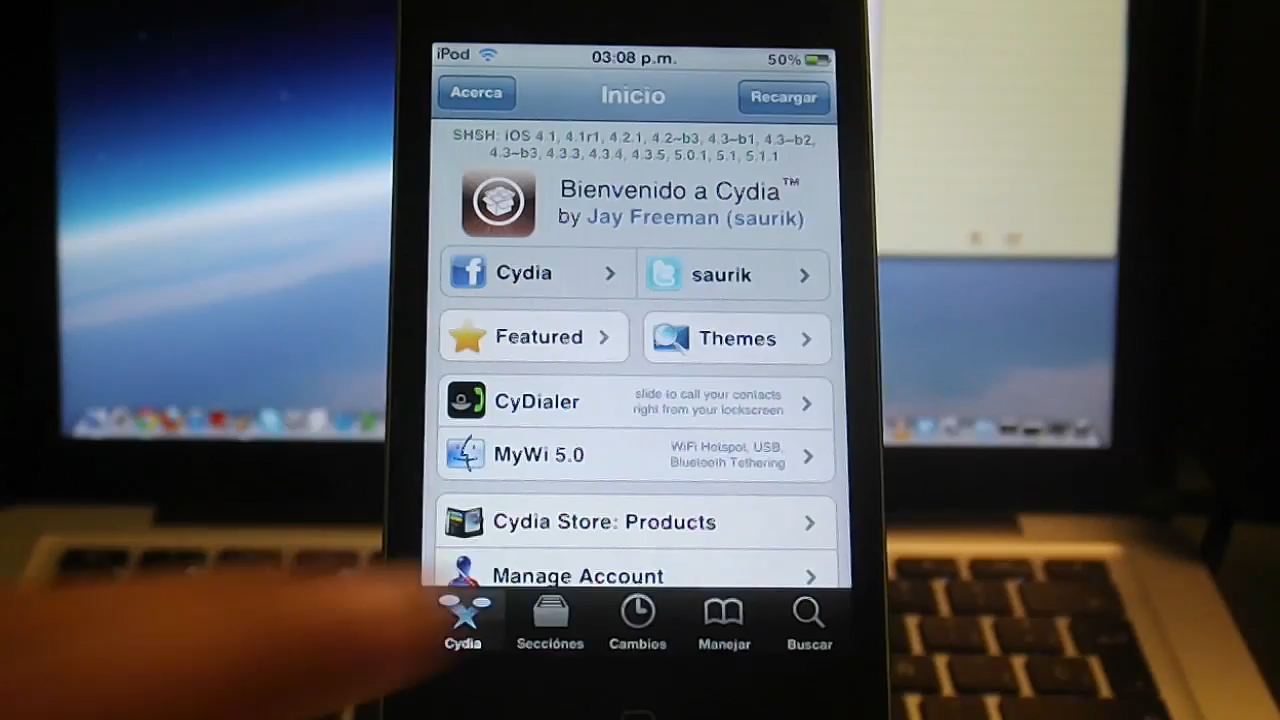 iPod 03:08 p.m. 50%
Acerca Inicio Recargar
SHSH: iOS 4.1, 4.1r1, 4.2.1, 4.2~b3, 4.3~b1, 4.3~b2,
4.3~b3, 4.3.3, 4.3.4, 4.3.5, 5.0.1, 5.1, 5.1.1
Bienvenido a Cydia™
by Jay Freeman (saurik)
Cydia saurik
Featured Themes
CyDialer
slide to call your contacts
right from your lockscreen
MyWi 5.0
WiFi Hotspot, USB,
Bluetooth Tethering
Cydia Store: Products
Manage Account
Cydia Secciónes Cambios Manejar Buscar